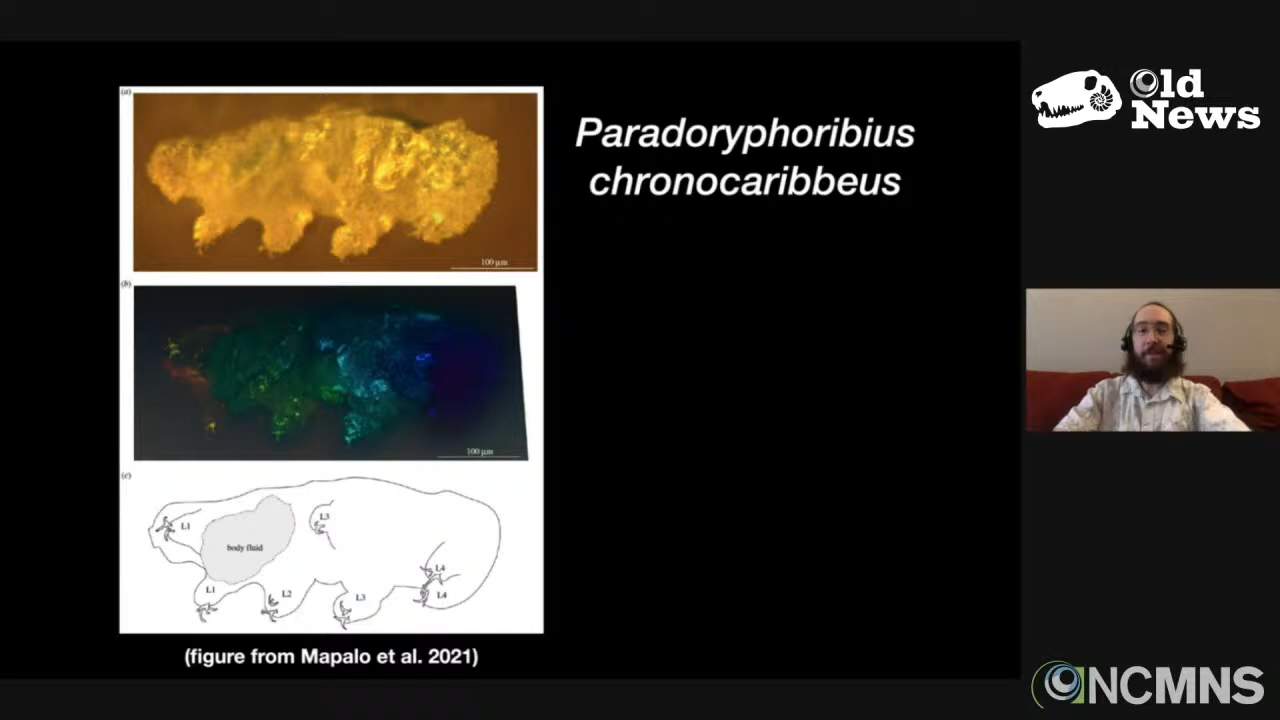 Old
News
Paradoryphoribius
chronocaribbeus
(a)
100 µm
(b)
100 µm
(c)
L1
L3
body fluid
L4
L1
L2
L3
L4
(figure from Mapalo et al. 2021)
NCMNS